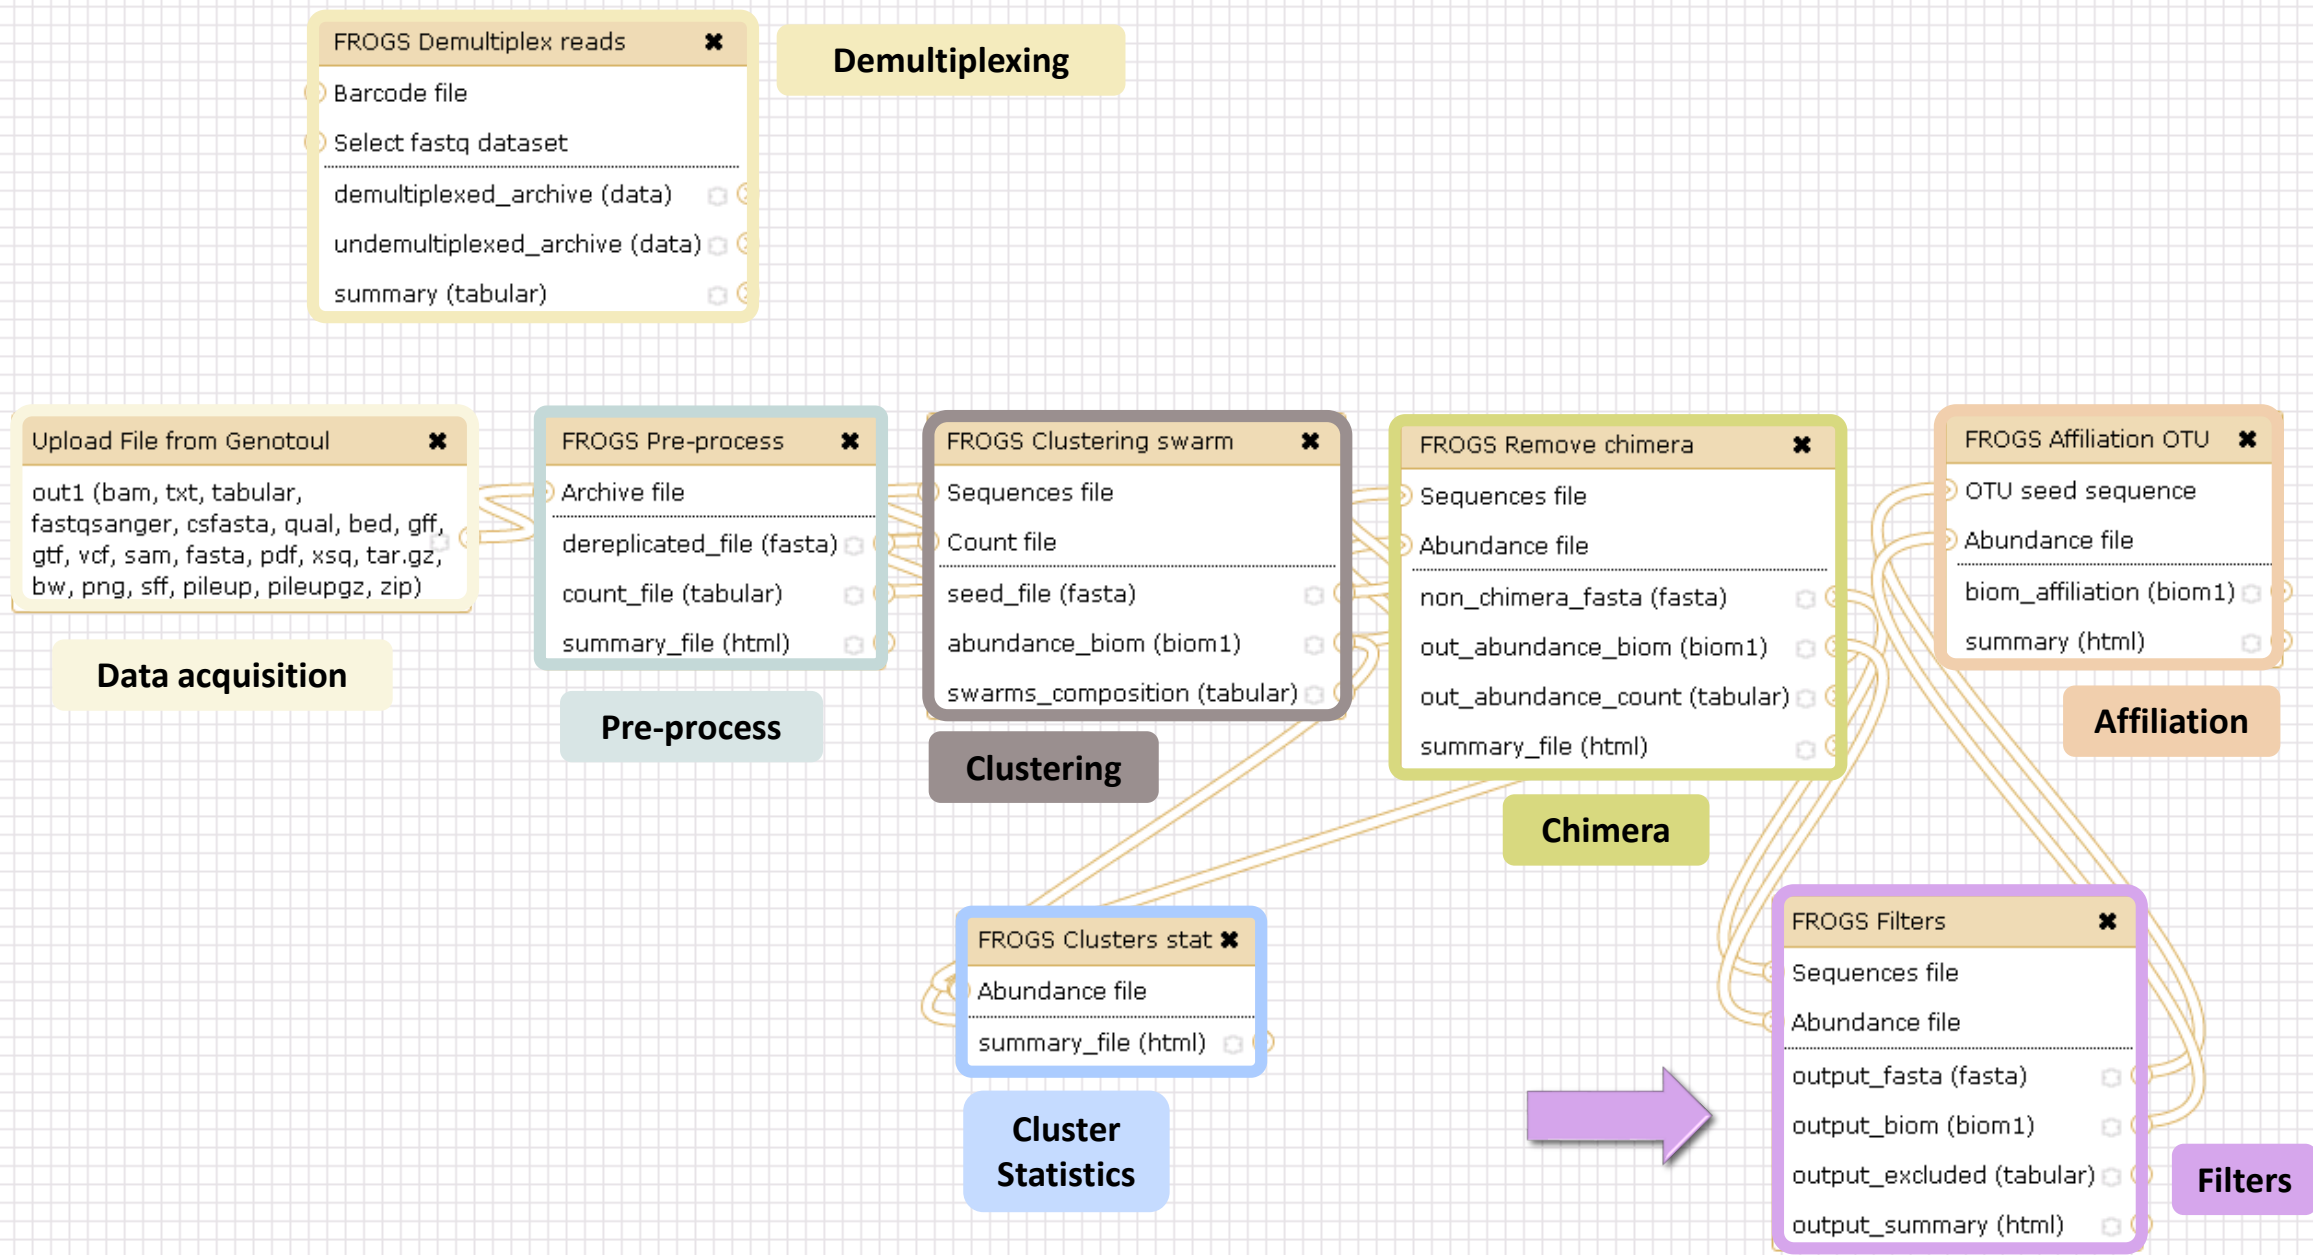 FROGS Demultiplex reads
Barcode file
Select fastq dataset
demultiplexed_archive (data)
undemultiplexed_archive (data)
summary (tabular)
Demultiplexing
Upload File from Genotoul
out1 (bam, txt, tabular,
fastqsanger, csfasta, qual, bed, gff,
gtf, vcf, sam, fasta, pdf, xsq, tar.gz,
bw, png, sff, pileup, pileupgz, zip)
Data acquisition
FROGS Pre-process
Archive file
dereplicated_file (fasta)
count_file (tabular)
summary_file (html)
Pre-process
FROGS Clustering swarm
Sequences file
Count file
seed_file (fasta)
abundance_biom (biom1)
swarms_composition (tabular)
Clustering
FROGS Remove chimera
Sequences file
Abundance file
non_chimera_fasta (fasta)
out_abundance_biom (biom1)
out_abundance_count (tabular)
summary_file (html)
Chimera
FROGS Affiliation OTU
OTU seed sequence
Abundance file
biom_affiliation (biom1)
summary (html)
Affiliation
FROGS Clusters stat
Abundance file
summary_file (html)
Cluster
Statistics
FROGS Filters
Sequences file
Abundance file
output_fasta (fasta)
output_biom (biom1)
output_excluded (tabular)
output_summary (html)
Filters